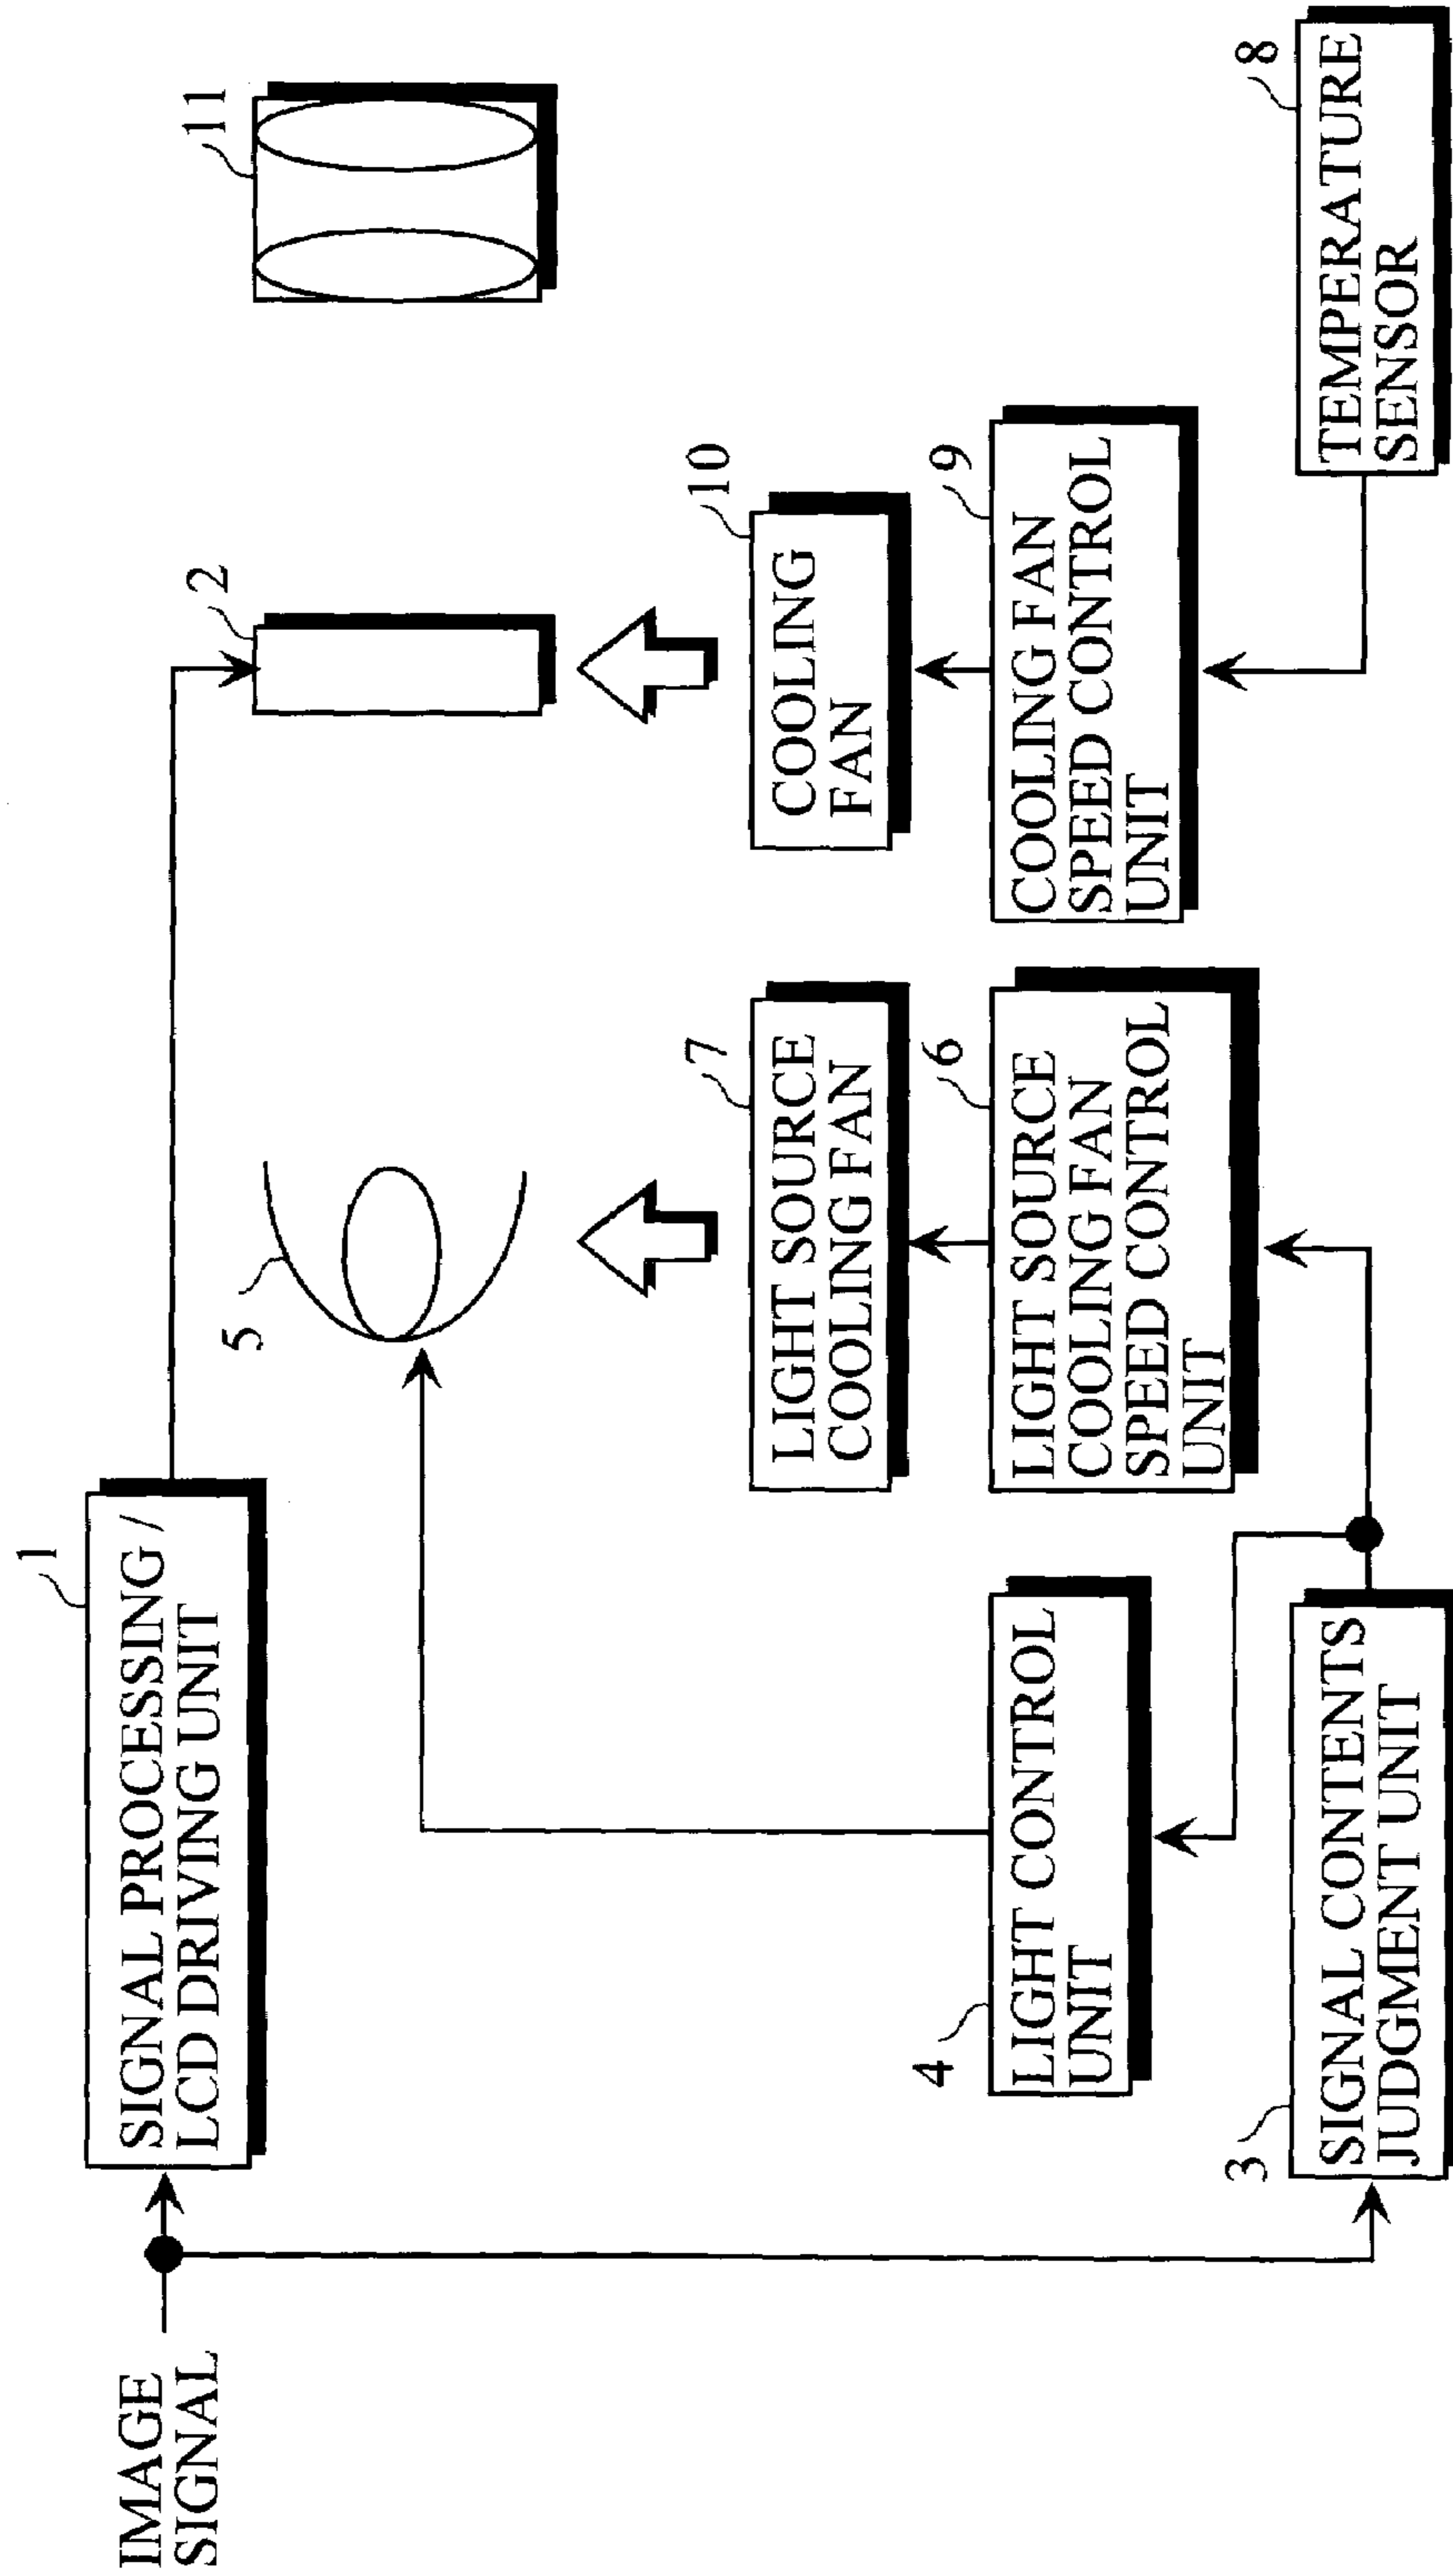 IMAGE
SIGNAL
1
SIGNAL PROCESSING /
LCD DRIVING UNIT
2
11
5
7
LIGHT SOURCE
COOLING FAN
10
COOLING
FAN
4
LIGHT CONTROL
UNIT
6
LIGHT SOURCE
COOLING FAN
SPEED CONTROL
UNIT
9
COOLING FAN
SPEED CONTROL
UNIT
3
SIGNAL CONTENTS
JUDGMENT UNIT
8
TEMPERATURE
SENSOR